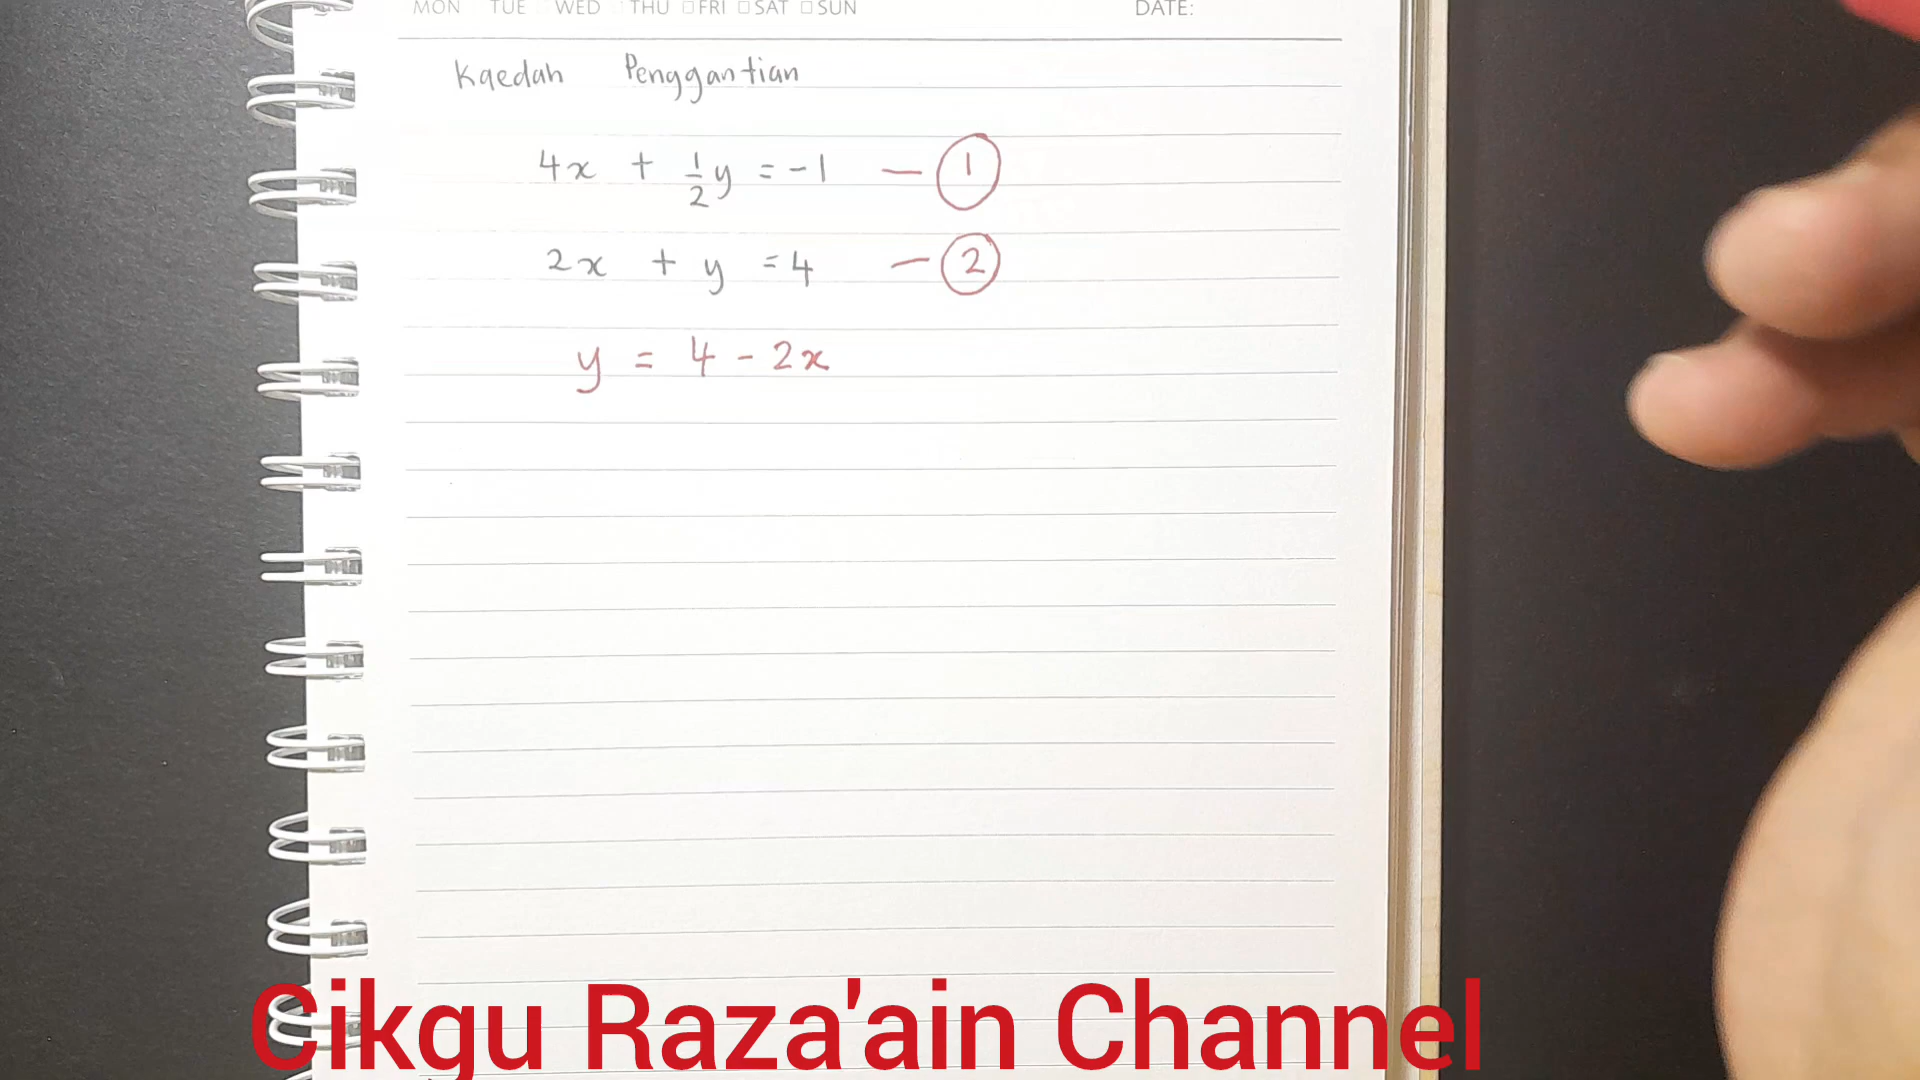 MON TUE WED THU FRI SAT SUN DATE:
Kaedah Penggantian
4x + 1/2 y = -1 — 1
2x + y = 4 — 2
y = 4 - 2x
Cikgu Raza'ain Channel